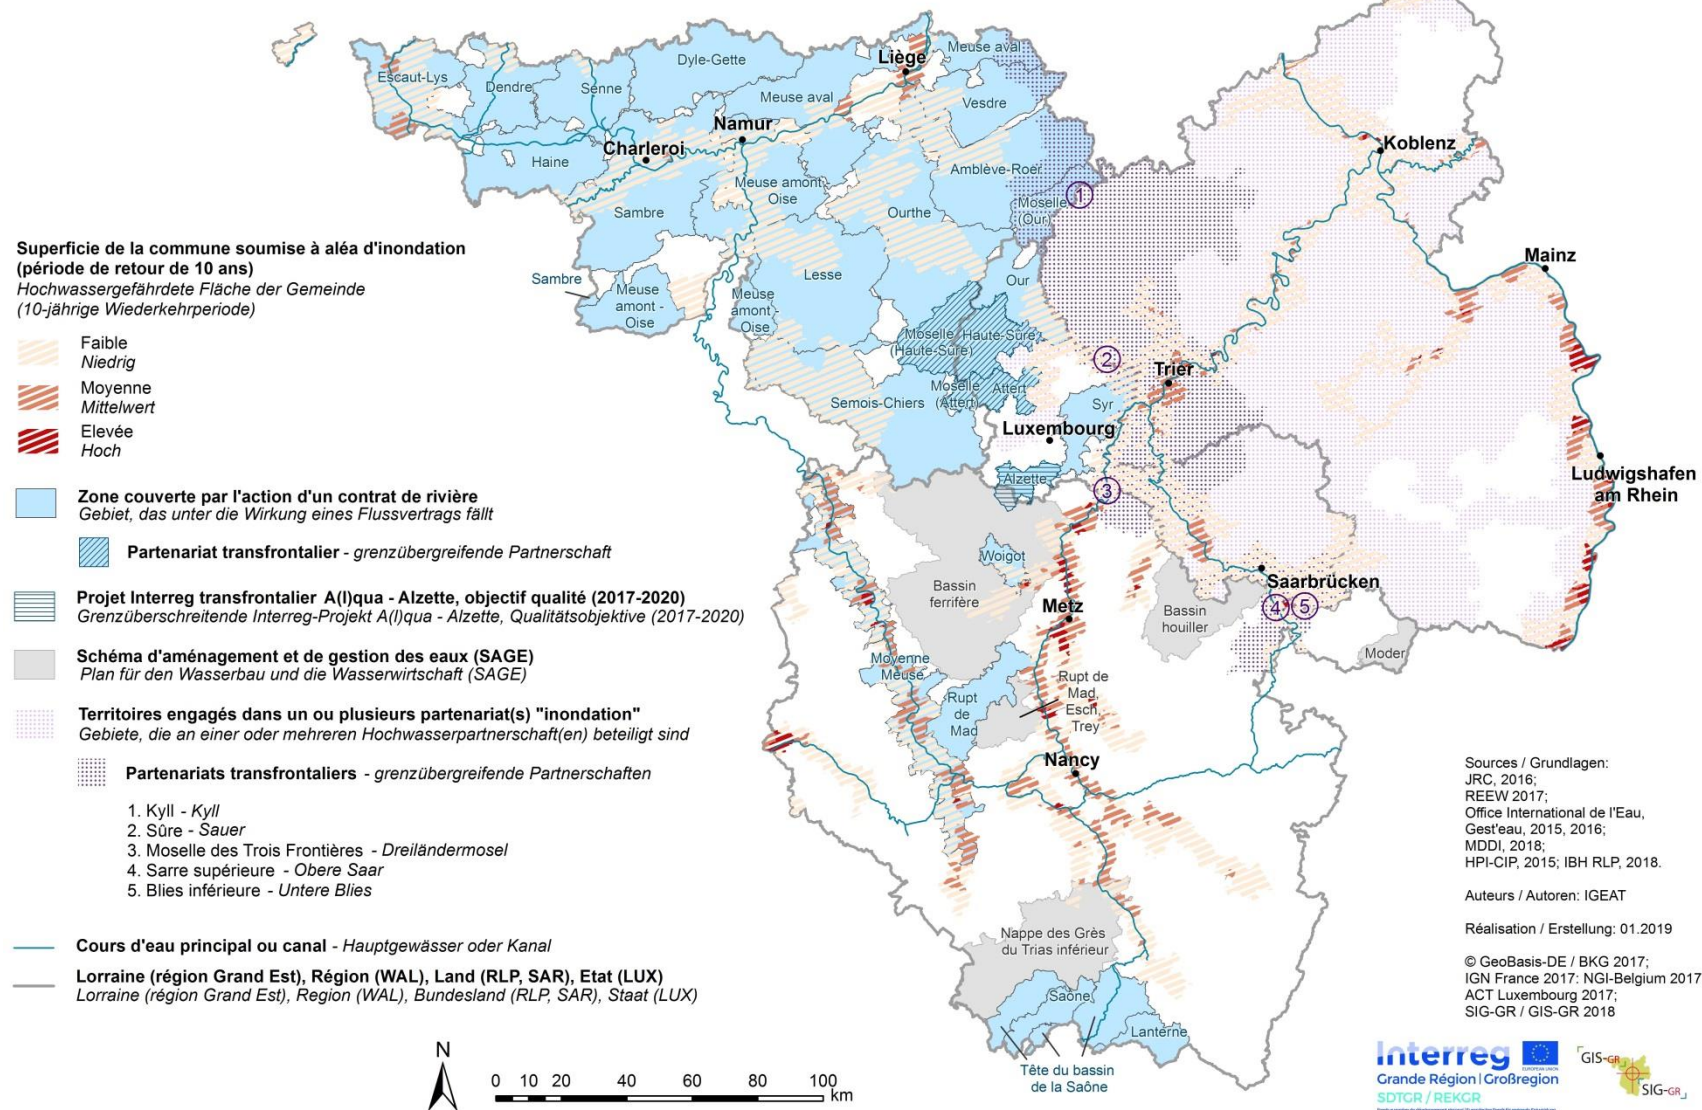 Superficie de la commune soumise à aléa d'inondation
(période de retour de 10 ans)
Hochwassergefährdete Fläche der Gemeinde
(10-jährige Wiederkehrperiode)
Faible
Niedrig
Moyenne
Mittelwert
Elevée
Hoch
Zone couverte par l'action d'un contrat de rivière
Gebiet, das unter die Wirkung eines Flussvertrags fällt
Partenariat transfrontalier - grenzübergreifende Partnerschaft
Projet Interreg transfrontalier A(l)qua - Alzette, objectif qualité (2017-2020)
Grenzüberschreitende Interreg-Projekt A(l)qua - Alzette, Qualitätsobjektive (2017-2020)
Schéma d'aménagement et de gestion des eaux (SAGE)
Plan für den Wasserbau und die Wasserwirtschaft (SAGE)
Territoires engagés dans un ou plusieurs partenariat(s) "inondation"
Gebiete, die an einer oder mehreren Hochwasserpartnerschaft(en) beteiligt sind
Partenariats transfrontaliers - grenzübergreifende Partnerschaften
1. Kyll - Kyll
2. Sûre - Sauer
3. Moselle des Trois Frontières - Dreiländermosel
4. Sarre supérieure - Obere Saar
5. Blies inférieure - Untere Blies
Cours d'eau principal ou canal - Hauptgewässer oder Kanal
Lorraine (région Grand Est), Région (WAL), Land (RLP, SAR), Etat (LUX)
Lorraine (région Grand Est), Region (WAL), Bundesland (RLP, SAR), Staat (LUX)
N
0 10 20 40 60 80 100
km
Escaut-Lys
Dendre
Senne
Dyle-Gette
Liège
Meuse aval
Meuse aval
Vesdre
Namur
Charleroi
Haine
Meuse amont
Oise
Amblève-Roer
Moselle
(Our)
1
Koblenz
Sambre
Ourthe
Mainz
Sambre
Meuse
amont -
Oise
Meuse
amont -
Oise
Lesse
Our
Moselle
(Haute-Sûre)
Haute-Sûre
2
Trier
Moselle
(Attert)
Attert
Semois-Chiers
Syr
Luxembourg
Ludwigshafen
am Rhein
Alzette
3
Woigot
Bassin
ferrifère
Metz
Saarbrücken
Bassin
houiller
4
5
Moder
Moyenne
Meuse
Rupt
de
Mad
Rupt de
Mad,
Esch,
Trey
Nancy
Nappe des Grès
du Trias inférieur
Saône
Lanterne
Tête du bassin
de la Saône
Sources / Grundlagen:
JRC, 2016;
REEW 2017;
Office International de l'Eau,
Gest'eau, 2015, 2016;
MDDI, 2018;
HPI-CIP, 2015; IBH RLP, 2018.
Auteurs / Autoren: IGEAT
Réalisation / Erstellung: 01.2019
© GeoBasis-DE / BKG 2017;
IGN France 2017: NGI-Belgium 2017
ACT Luxembourg 2017;
SIG-GR / GIS-GR 2018
Interreg
EUROPEAN UNION
Grande Région | Großregion
SDTGR / REKGR
GIS-GR
SIG-GR